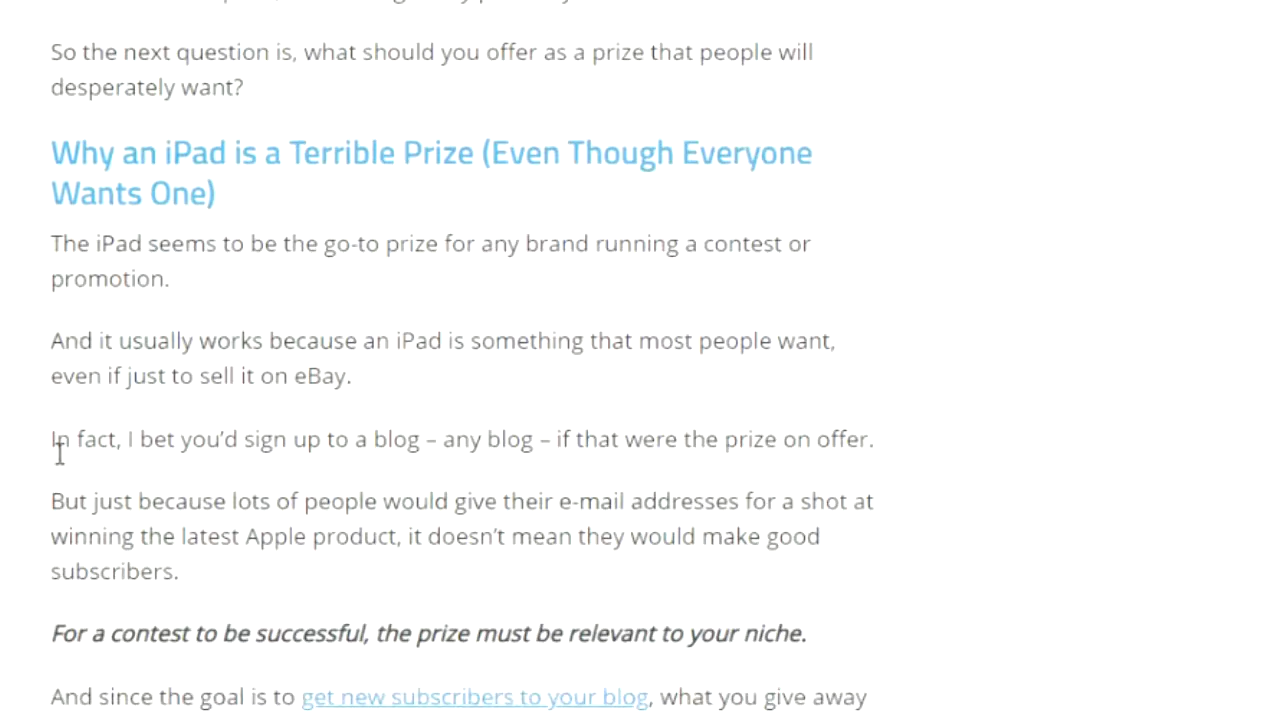 So the next question is, what should you offer as a prize that people will
desperately want?
Why an iPad is a Terrible Prize (Even Though Everyone
Wants One)
The iPad seems to be the go-to prize for any brand running a contest or
promotion.
And it usually works because an iPad is something that most people want,
even if just to sell it on eBay.
In fact, I bet you’d sign up to a blog – any blog – if that were the prize on offer.
But just because lots of people would give their e-mail addresses for a shot at
winning the latest Apple product, it doesn’t mean they would make good
subscribers.
For a contest to be successful, the prize must be relevant to your niche.
And since the goal is to get new subscribers to your blog, what you give away